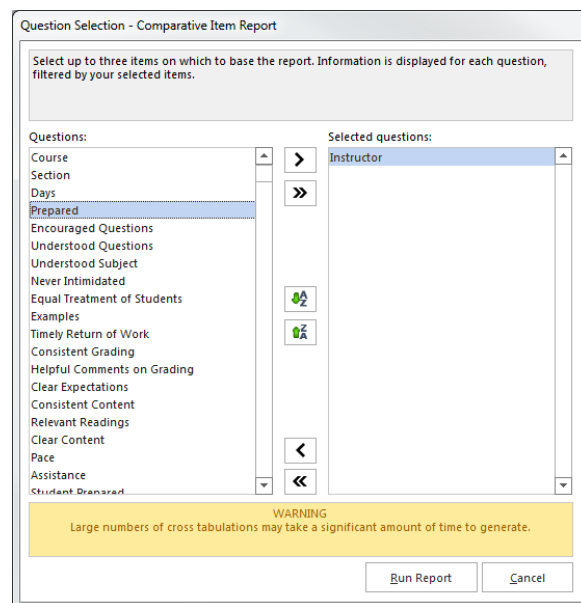 Question Selection - Comparative Item Report
Select up to three items on which to base the report. Information is displayed for each question,
filtered by your selected items.
Questions:
Course
Section
Days
Prepared
Encouraged Questions
Understood Questions
Understood Subject
Never Intimidated
Equal Treatment of Students
Examples
Timely Return of Work
Consistent Grading
Helpful Comments on Grading
Clear Expectations
Consistent Content
Relevant Readings
Clear Content
Pace
Assistance
Student Prepared
A
Z
Z
A
Selected questions:
Instructor
WARNING
Large numbers of cross tabulations may take a significant amount of time to generate.
Run Report
Cancel